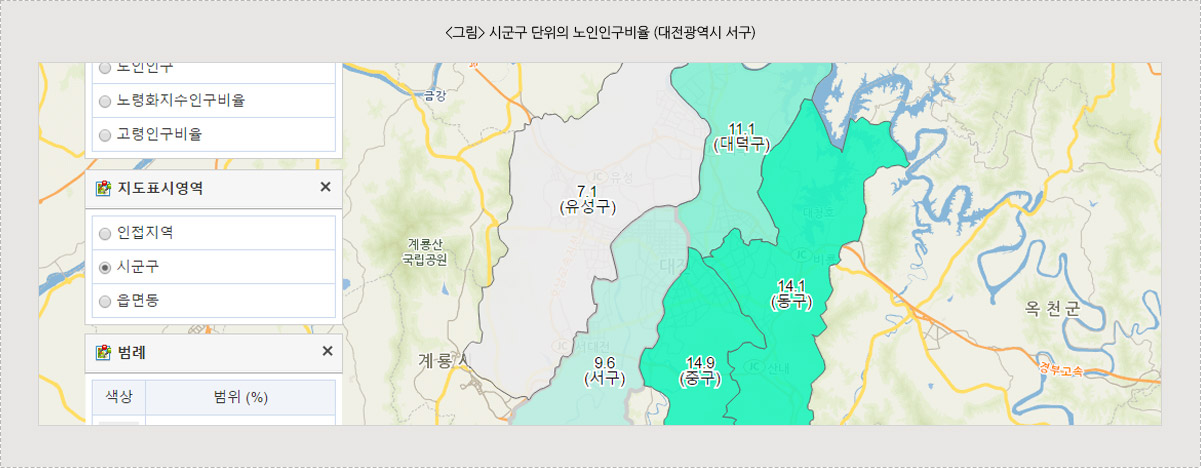 <그림> 시군구 단위의 노인인구비율 (대전광역시 서구)
노인인구
노령화지수인구비율
고령인구비율
지도표시영역
인접지역
시군구
읍면동
범례
색상 범위 (%)
금강
11.1
(대덕구)
유성
7.1
(유성구)
대청호
계룡산
국립공원
대전
비룡
14.1
(동구)
옥천군
계룡시
서대전
9.6
(서구)
14.9
(중구)
산내
경부고속